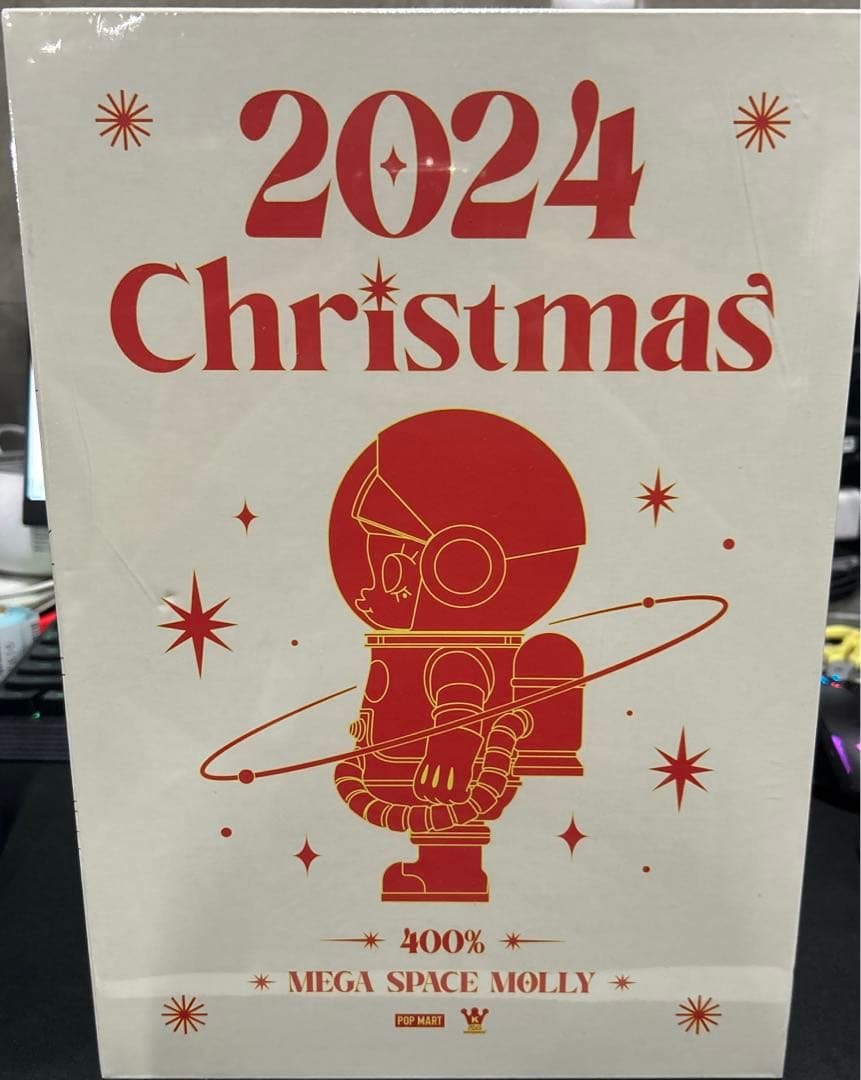 2024
Christmas
400%
MEGA SPACE MOLLY
POP MART
K